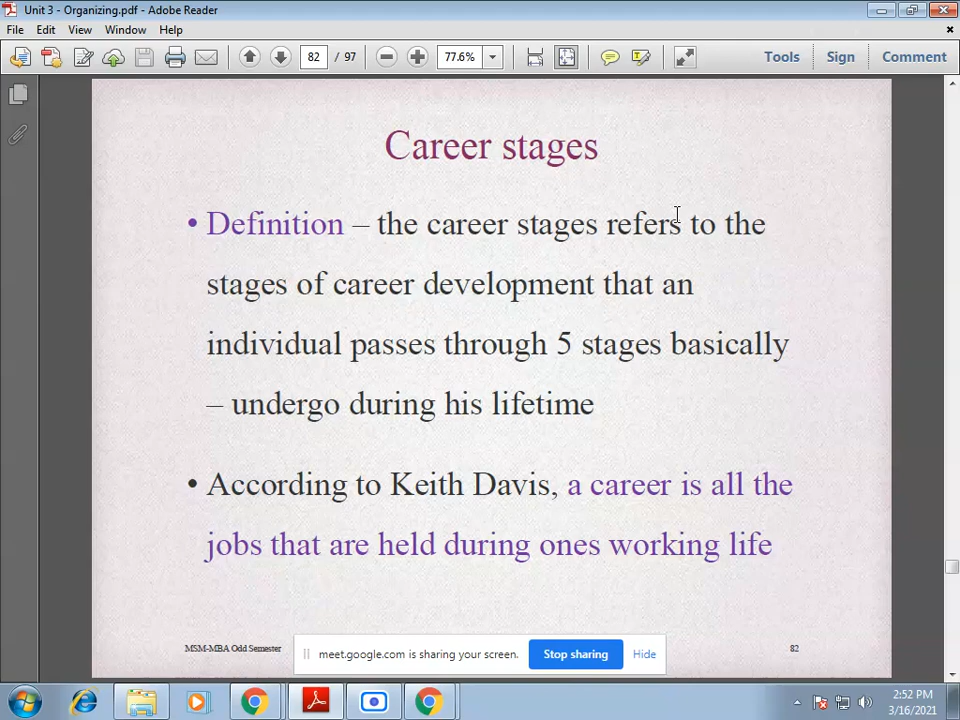 Unit 3 - Organizing.pdf - Adobe Reader
File Edit View Window Help
82 / 97 77.6% Tools Sign Comment
Career stages
• Definition – the career stages refers to the
stages of career development that an
individual passes through 5 stages basically
– undergo during his lifetime
• According to Keith Davis, a career is all the
jobs that are held during ones working life
MSM-MBA Odd Semester
82
meet.google.com is sharing your screen. Stop sharing Hide
2:52 PM
3/16/2021